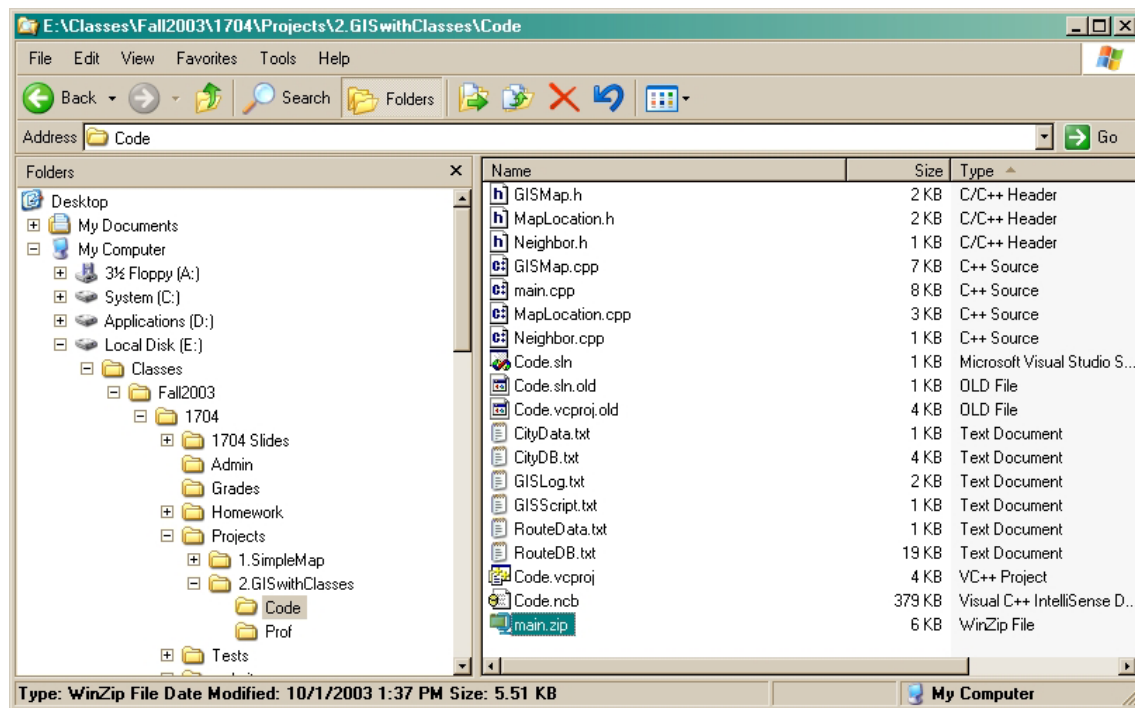 E:\Classes\Fall2003\1704\Projects\2.GISwithClasses\Code
File Edit View Favorites Tools Help
Back Search Folders
Address Code Go
Folders
Desktop
My Documents
My Computer
3½ Floppy (A:)
System (C:)
Applications (D:)
Local Disk (E:)
Classes
Fall2003
1704
1704 Slides
Admin
Grades
Homework
Projects
1.SimpleMap
2.GISwithClasses
Code
Prof
Tests
Name Size Type
GISMap.h 2 KB C/C++ Header
MapLocation.h 2 KB C/C++ Header
Neighbor.h 1 KB C/C++ Header
GISMap.cpp 7 KB C++ Source
main.cpp 8 KB C++ Source
MapLocation.cpp 3 KB C++ Source
Neighbor.cpp 1 KB C++ Source
Code.sln 1 KB Microsoft Visual Studio S...
Code.sln.old 1 KB OLD File
Code.vcproj.old 4 KB OLD File
CityData.txt 1 KB Text Document
CityDB.txt 4 KB Text Document
GISLog.txt 2 KB Text Document
GISScript.txt 1 KB Text Document
RouteData.txt 1 KB Text Document
RouteDB.txt 19 KB Text Document
Code.vcproj 4 KB VC++ Project
Code.ncb 379 KB Visual C++ IntelliSense D...
main.zip 6 KB WinZip File
Type: WinZip File Date Modified: 10/1/2003 1:37 PM Size: 5.51 KB My Computer